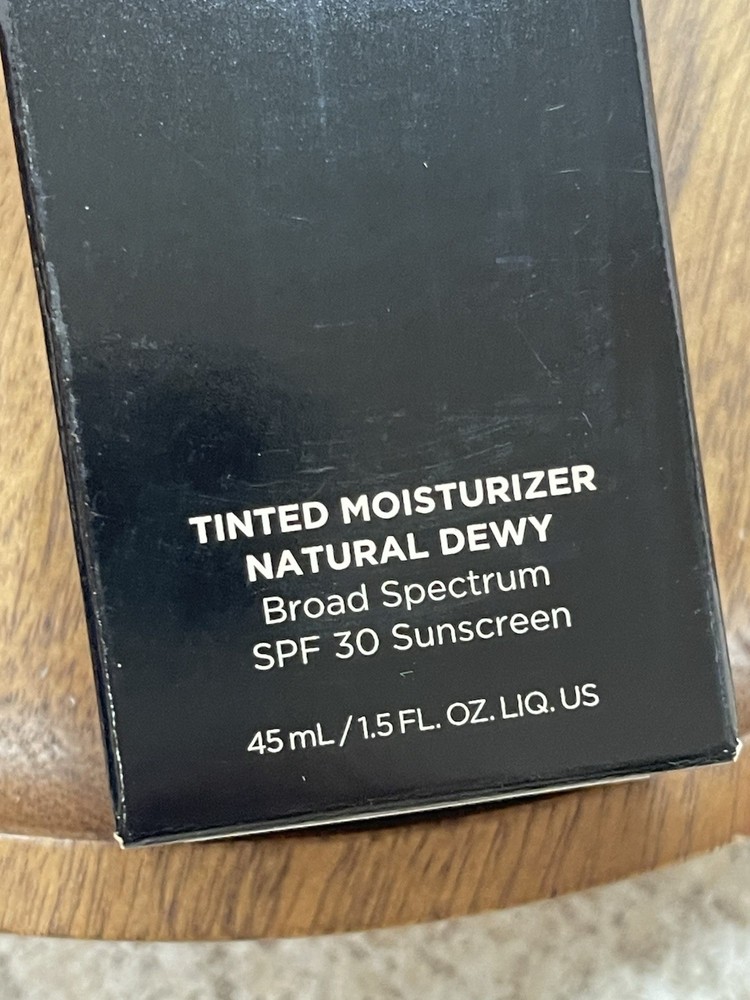 TINTED MOISTURIZER
NATURAL DEWY
Broad Spectrum
SPF 30 Sunscreen
45 mL / 1.5 FL. OZ. LIQ. US